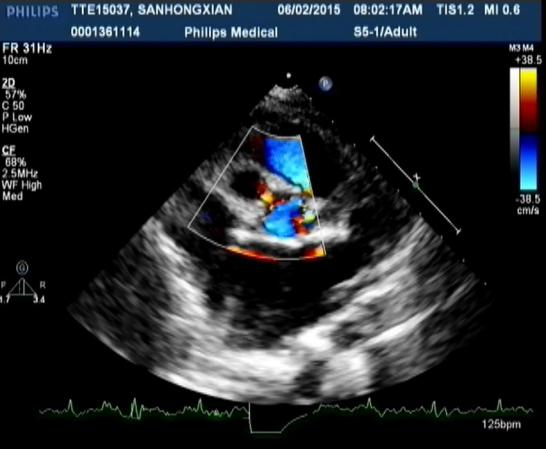 PHILIPS TTE15037, SANHONGXIAN 06/02/2015 08:02:17AM TIS1.2 MI 0.6
0001361114 Philips Medical S5-1/Adult
FR 31Hz
10cm
2D
57%
C 50
P Low
HGen
CF
68%
2.5MHz
WF High
Med
P
M3 M4
+38.5
-38.5
cm/s
G
P R
1.7 3.4
125bpm